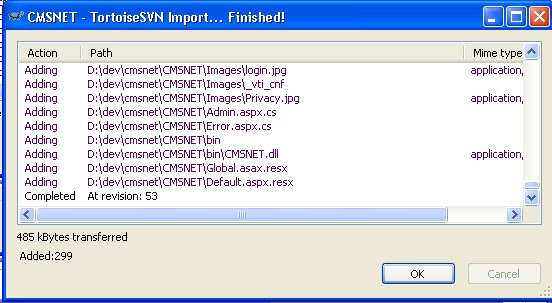 CMSNET - TortoiseSVN Import... Finished!
Action Path Mime type
Adding D:\dev\cmsnet\CMSNET\Images\login.jpg application,
Adding D:\dev\cmsnet\CMSNET\Images\_vti_cnf
Adding D:\dev\cmsnet\CMSNET\Images\Privacy.jpg application,
Adding D:\dev\cmsnet\CMSNET\Admin.aspx.cs
Adding D:\dev\cmsnet\CMSNET\Error.aspx.cs
Adding D:\dev\cmsnet\CMSNET\bin
Adding D:\dev\cmsnet\CMSNET\bin\CMSNET.dll application,
Adding D:\dev\cmsnet\CMSNET\Global.asax.resx
Adding D:\dev\cmsnet\CMSNET\Default.aspx.resx
Completed At revision: 53
485 kBytes transferred
Added:299
OK Cancel